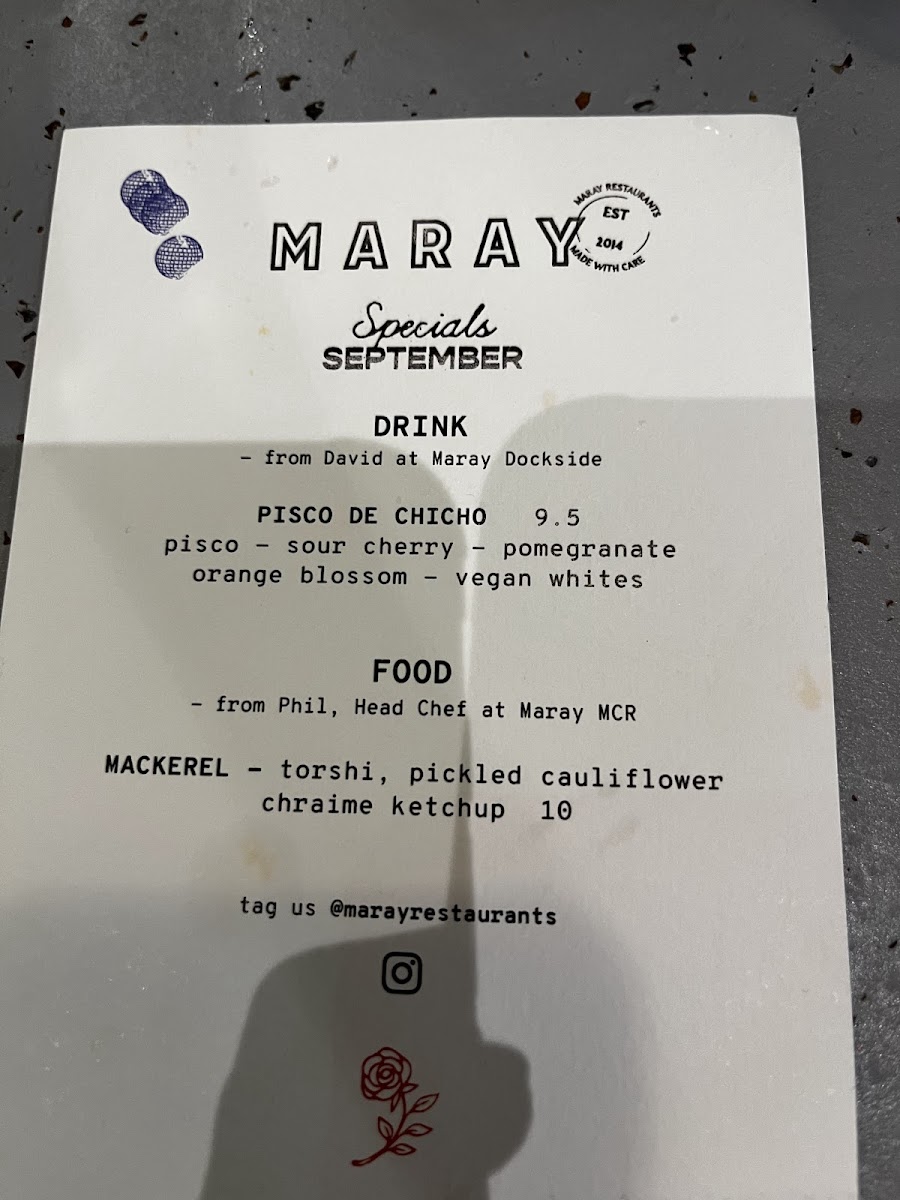 MARAY
MARAY RESTAURANTS
EST
2014
MADE WITH CARE
Specials
SEPTEMBER
DRINK
- from David at Maray Dockside
PISCO DE CHICHO 9.5
pisco - sour cherry - pomegranate
orange blossom - vegan whites
FOOD
- from Phil, Head Chef at Maray MCR
MACKEREL - torshi, pickled cauliflower
chraime ketchup 10
tag us @marayrestaurants